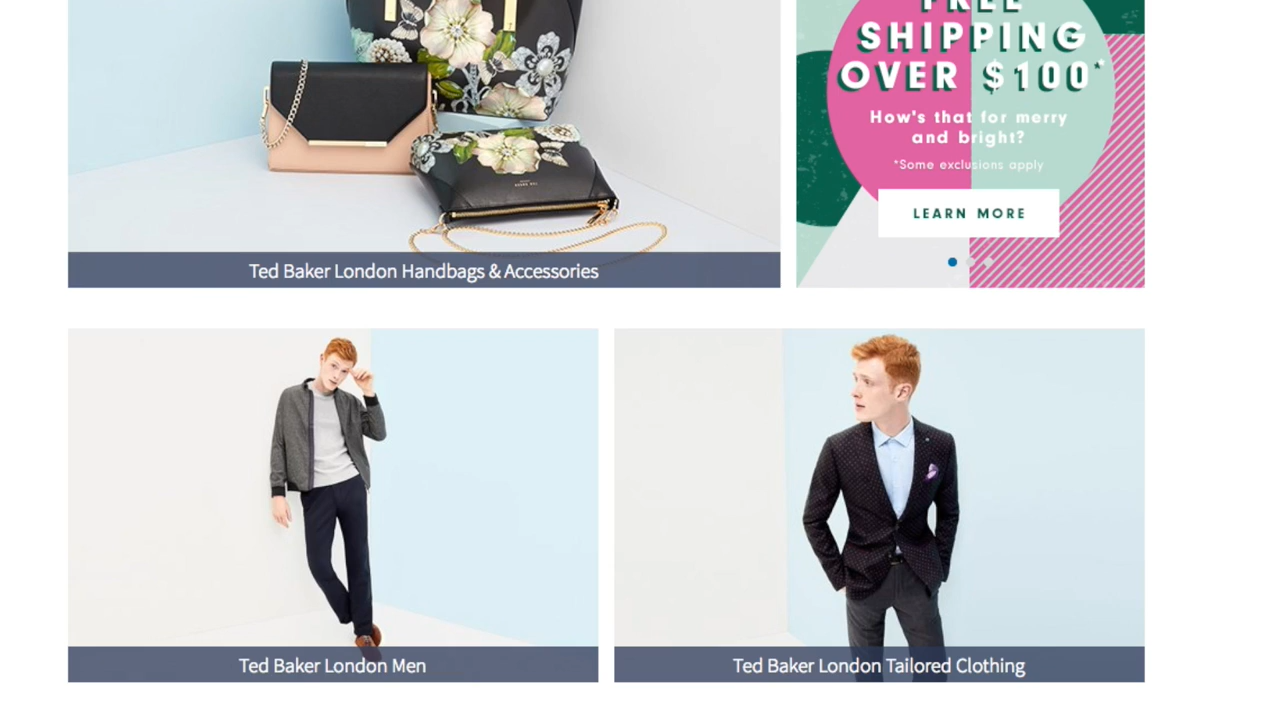 FREE
SHIPPING
OVER $100*
How's that for merry
and bright?
*Some exclusions apply
LEARN MORE
Ted Baker London Handbags & Accessories
Ted Baker London Men
Ted Baker London Tailored Clothing